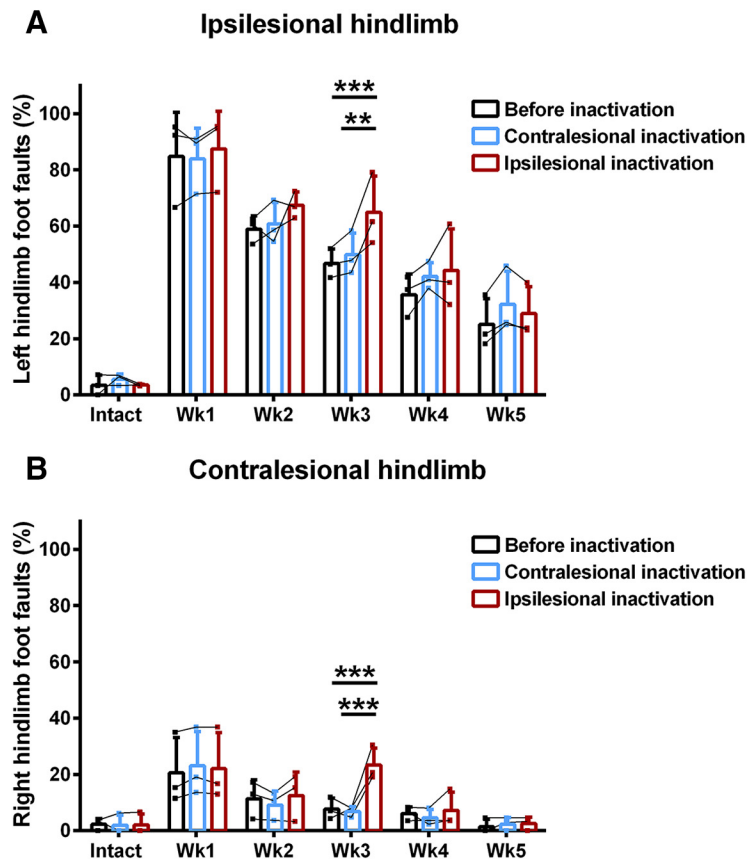 A
Ipsilesional hindlimb
Left hindlimb foot faults (%)
100
80
60
40
20
0
***
**
Before inactivation
Contralesional inactivation
Ipsilesional inactivation
Intact Wk1 Wk2 Wk3 Wk4 Wk5
B
Contralesional hindlimb
Right hindlimb foot faults (%)
100
80
60
40
20
0
***
***
Before inactivation
Contralesional inactivation
Ipsilesional inactivation
Intact Wk1 Wk2 Wk3 Wk4 Wk5